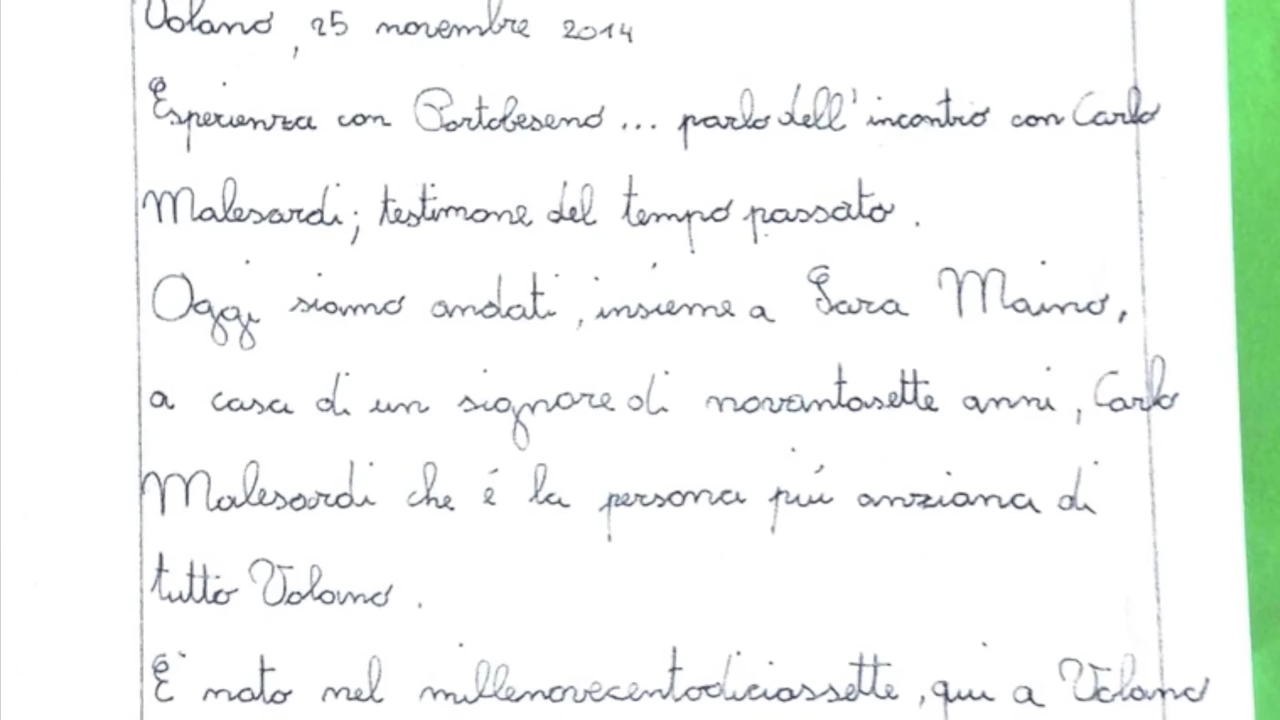 Volano, 25 novembre 2014
Esperienza con Portobeseno... parlo dell'incontro con Carlo
Malesardi; testimone del tempo passato.
Oggi siamo andati, insieme a Sara Maino,
a casa di un signore di novantasette anni, Carlo
Malesardi che é la persona piú anziana di
tutto Volano.
E' nato nel millenovecentodiciassette, qui a Volano